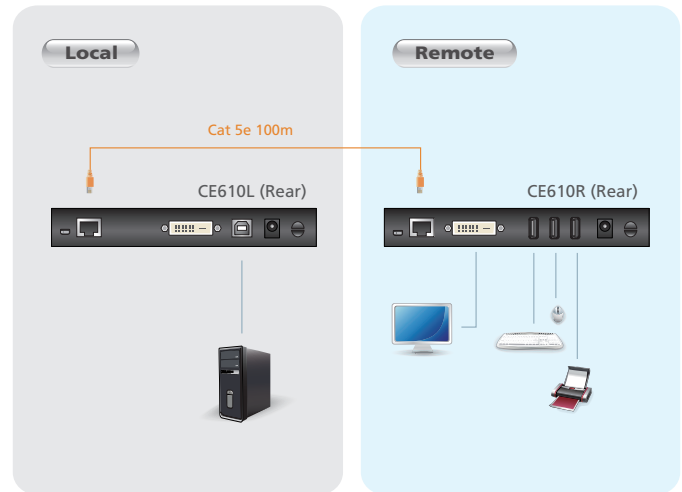 Local
Remote
Cat 5e 100m
CE610L (Rear)
CE610R (Rear)